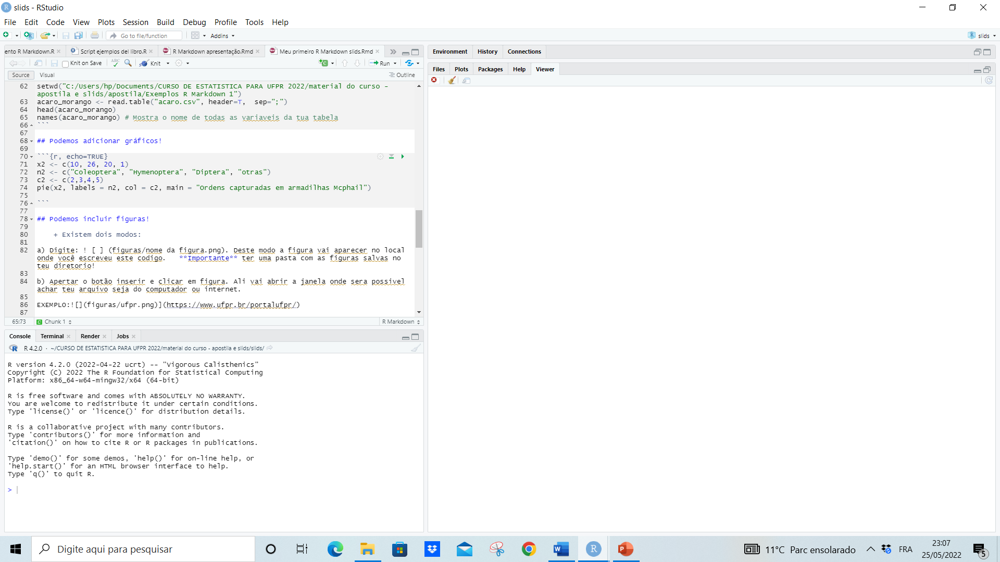 slids - RStudio
File Edit Code View Plots Session Build Debug Profile Tools Help
Go to file/function Addins slids
ento R Markdown.R Script ejemplos del libro.R R Markdown apresentação.Rmd Meu primeiro R Markdown slids.Rmd
Knit on Save ABC Knit Run
Source Visual Outline
62 setwd("C:/Users/hp/Documents/CURSO DE ESTATISTICA PARA UFPR 2022/material do curso -
apostila e slids/apostila/Exemplos R Markdown 1")
63 acaro_morango <- read.table("acaro.csv", header=T,  sep=";")
64 head(acaro_morango)
65 names(acaro_morango) # Mostra o nome de todas as variaveis da tua tabela
66 ```
67
68 ## Podemos adicionar gráficos!
69
70 ```{r, echo=TRUE}
71 x2 <- c(10, 26, 20, 1)
72 n2 <- c("Coleoptera", "Hymenoptera", "Diptera", "otras")
73 c2 <- c(2,3,4,5)
74 pie(x2, labels = n2, col = c2, main = "Ordens capturadas em armadilhas Mcphail")
75
76 ```
77
78 ## Podemos incluir figuras!
79
80 + Existem dois modos:
81
82 a) Digite: ! [ ] (figuras/nome da figura.png). Deste modo a figura vai aparecer no local
onde você escreveu este codigo.   **Importante** ter uma pasta com as figuras salvas no
teu diretorio!
83
84 b) Apertar o botão inserir e clicar em figura. Ali vai abrir a janela onde sera possivel
achar teu arquivo seja do computador ou internet.
85
86 EXEMPLO:![](figuras/ufpr.png)](https://www.ufpr.br/portalufpr/)
87
65:73 Chunk 1 R Markdown
Console Terminal Render Jobs
R 4.2.0 · ~/CURSO DE ESTATISTICA PARA UFPR 2022/material do curso - apostila e slids/slids/
R version 4.2.0 (2022-04-22 ucrt) -- "Vigorous Calisthenics"
Copyright (C) 2022 The R Foundation for Statistical Computing
Platform: x86_64-w64-mingw32/x64 (64-bit)
R is free software and comes with ABSOLUTELY NO WARRANTY.
You are welcome to redistribute it under certain conditions.
Type 'license()' or 'licence()' for distribution details.
R is a collaborative project with many contributors.
Type 'contributors()' for more information and
'citation()' on how to cite R or R packages in publications.
Type 'demo()' for some demos, 'help()' for on-line help, or
'help.start()' for an HTML browser interface to help.
Type 'q()' to quit R.
>
Environment History Connections
Files Plots Packages Help Viewer
Digite aqui para pesquisar
11°C Parc ensolarado FRA 23:07
25/05/2022 5